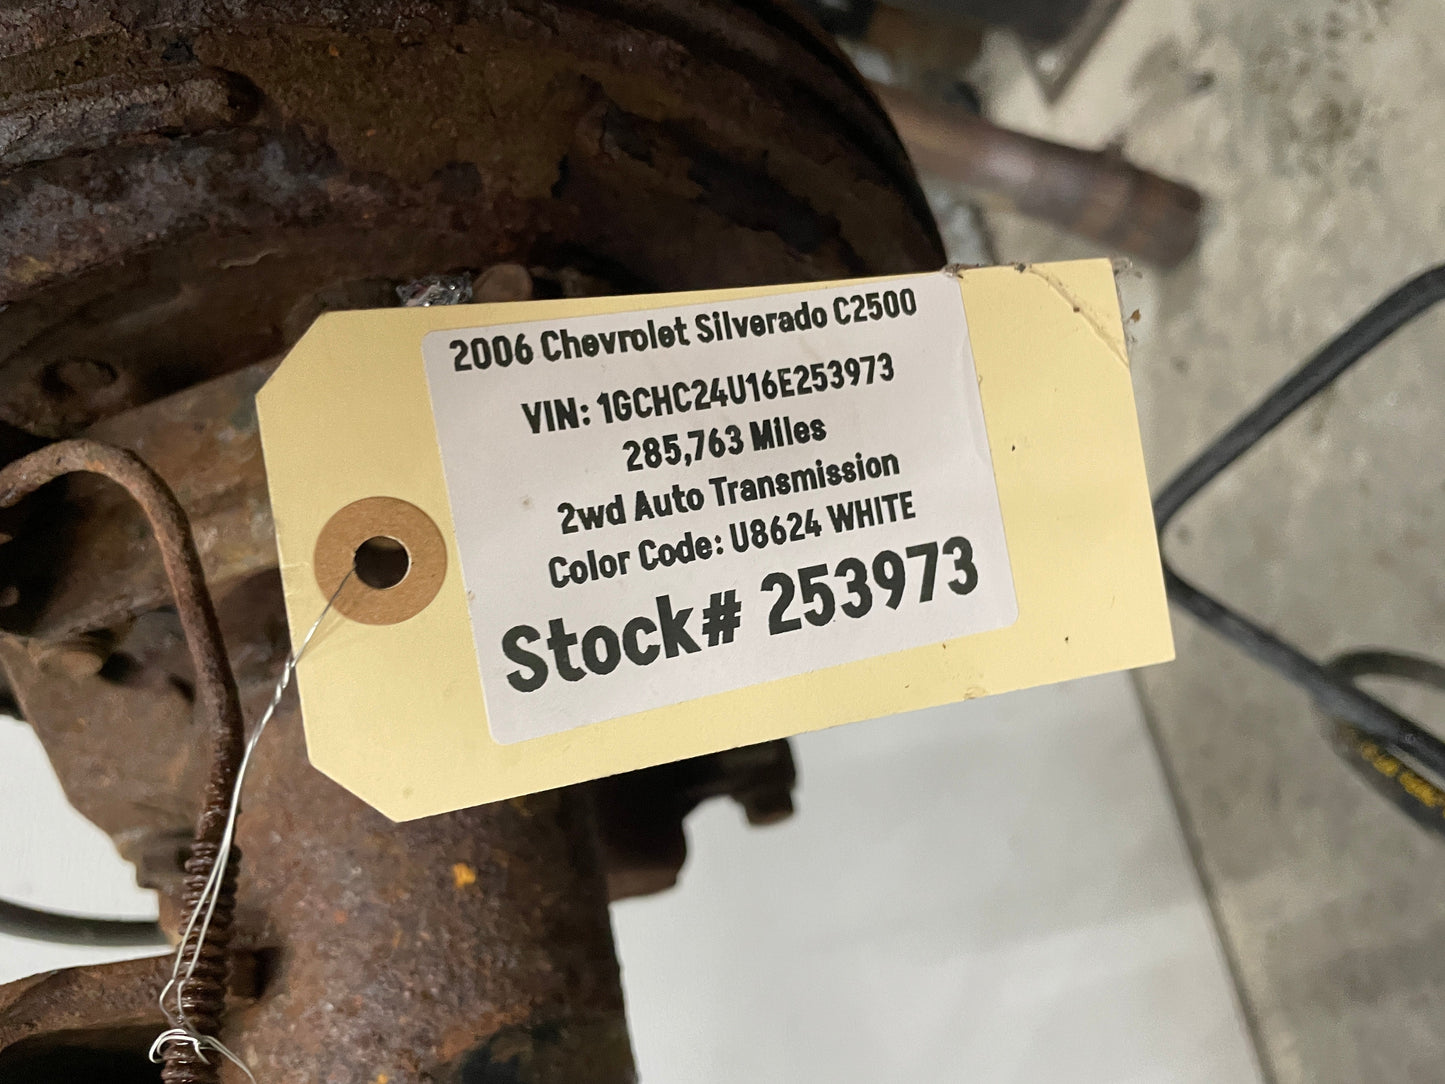 2006 Chevrolet Silverado C2500
VIN: 1GCHC24U16E253973
285,763 Miles
2wd Auto Transmission
Color Code: U8624 WHITE
Stock# 253973